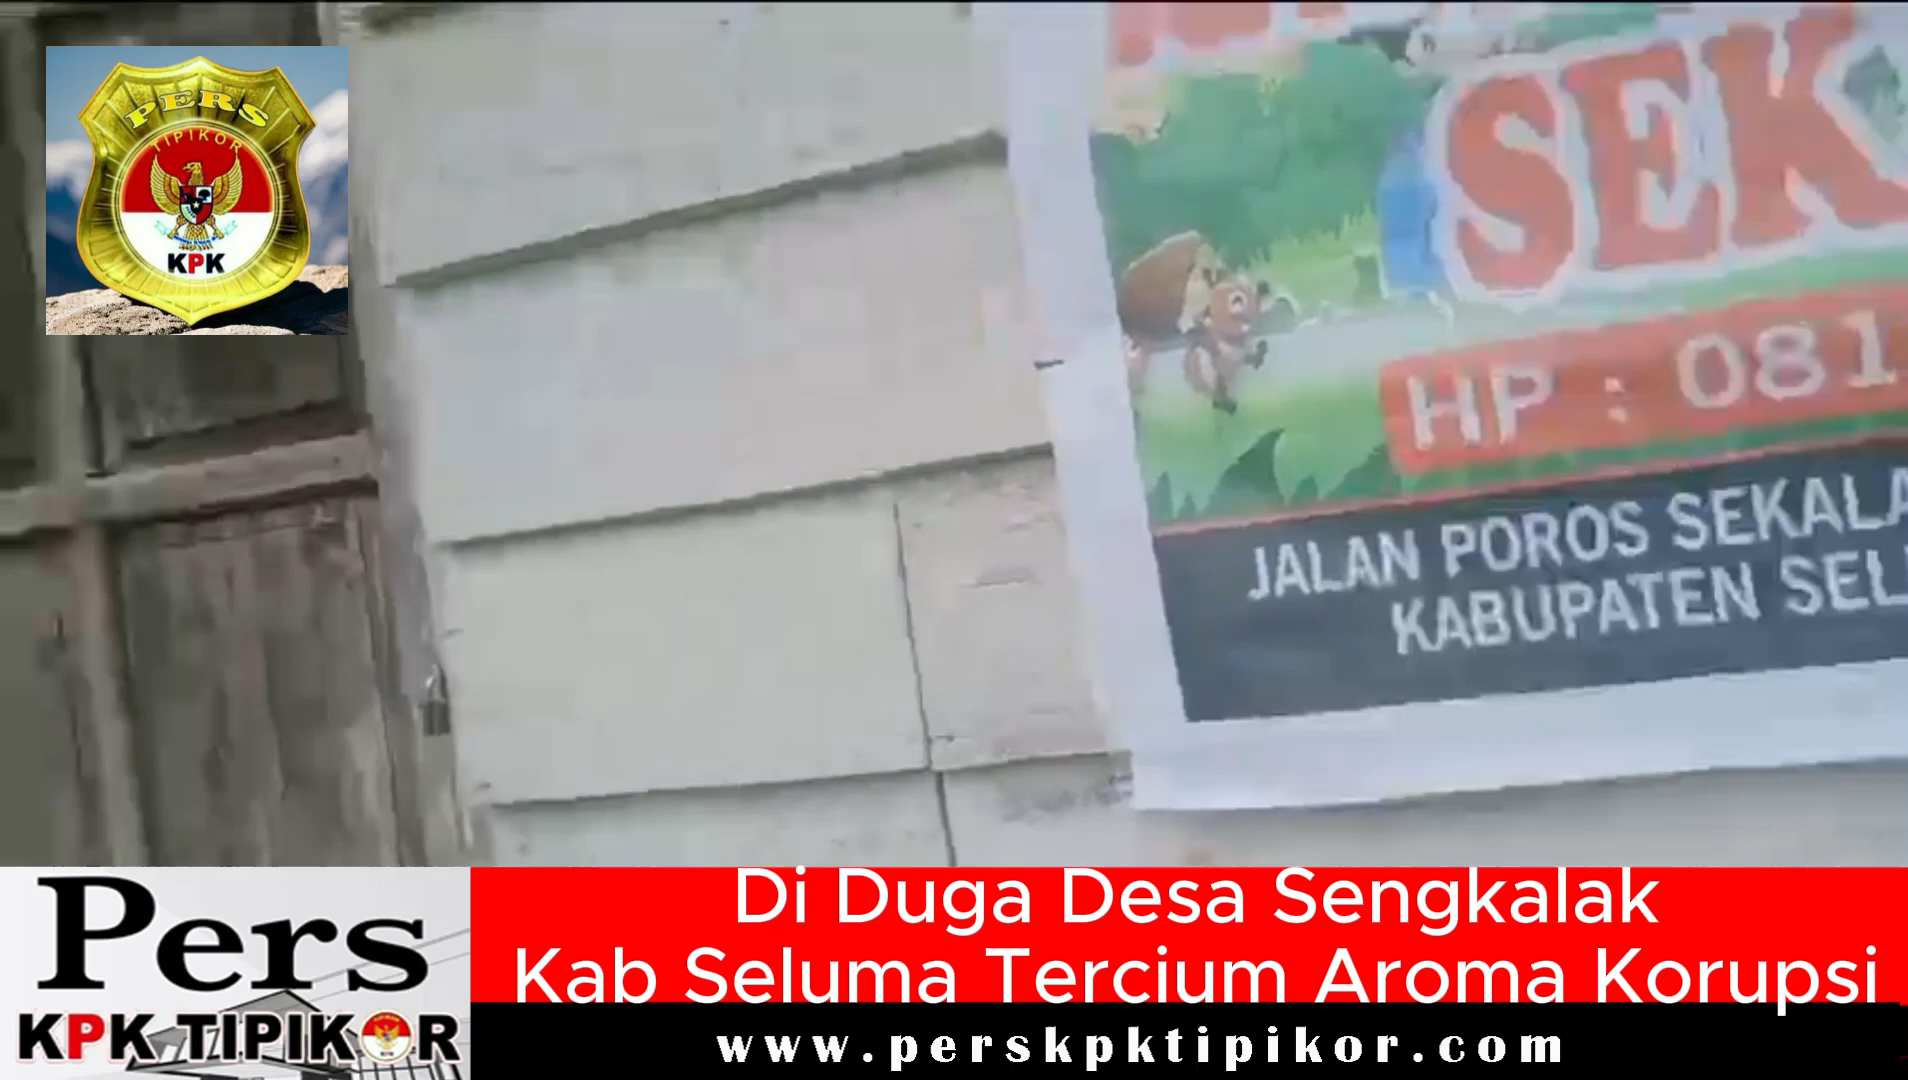 PERS
TIPIKOR
KPK
SEK
HP : 081
JALAN POROS SEKALA
KABUPATEN SEL
Pers
KPK TIPIKOR
Di Duga Desa Sengkalak
Kab Seluma Tercium Aroma Korupsi
www.perskpktipikor.com